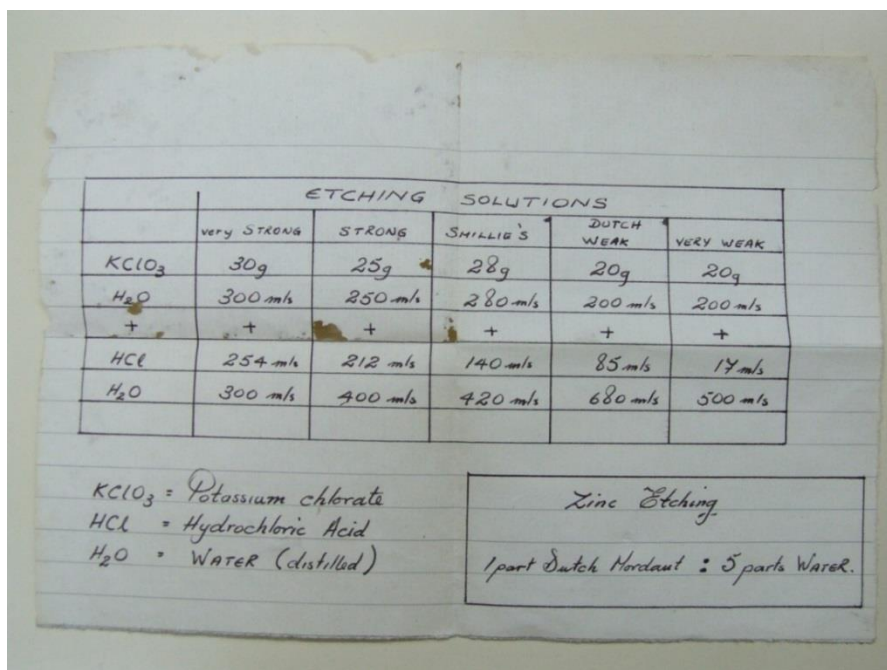 ETCHING SOLUTIONS
very STRONG STRONG SMILLIE'S DUTCH WEAK VERY WEAK
KClO3 30g 25g 28g 20g 20g
H2O 300 mls 250 mls 280 mls 200 mls 200 mls
+ + + + + +
HCl 254 mls 212 mls 140 mls 85 mls 17 mls
H2O 300 mls 400 mls 420 mls 680 mls 500 mls
KClO3 = Potassium chlorate
HCl = Hydrochloric Acid
H2O = WATER (distilled)
Zinc Etching
1 part Dutch Mordaut : 5 parts WATER.